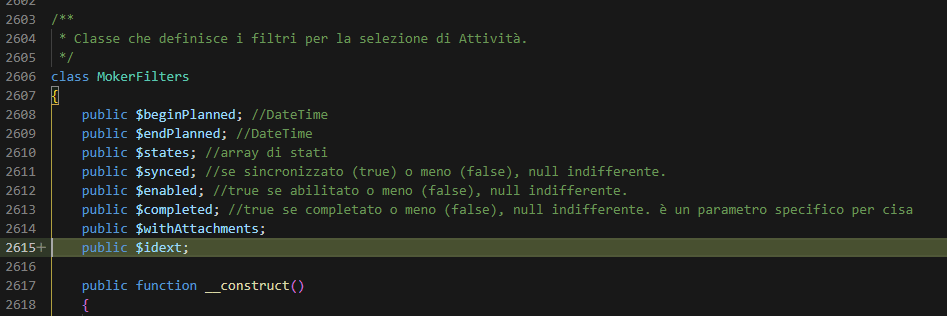 2602
2603 /**
2604  * Classe che definisce i filtri per la selezione di Attività.
2605  */
2606 class MokerFilters
2607 {
2608     public $beginPlanned; //DateTime
2609     public $endPlanned; //DateTime
2610     public $states; //array di stati
2611     public $synced; //se sincronizzato (true) o meno (false), null indifferente.
2612     public $enabled; //true se abilitato o meno (false), null indifferente.
2613     public $completed; //true se completato o meno (false), null indifferente. è un parametro specifico per cisa
2614     public $withAttachments;
2615+     public $idext;
2616
2617     public function __construct()
2618     {